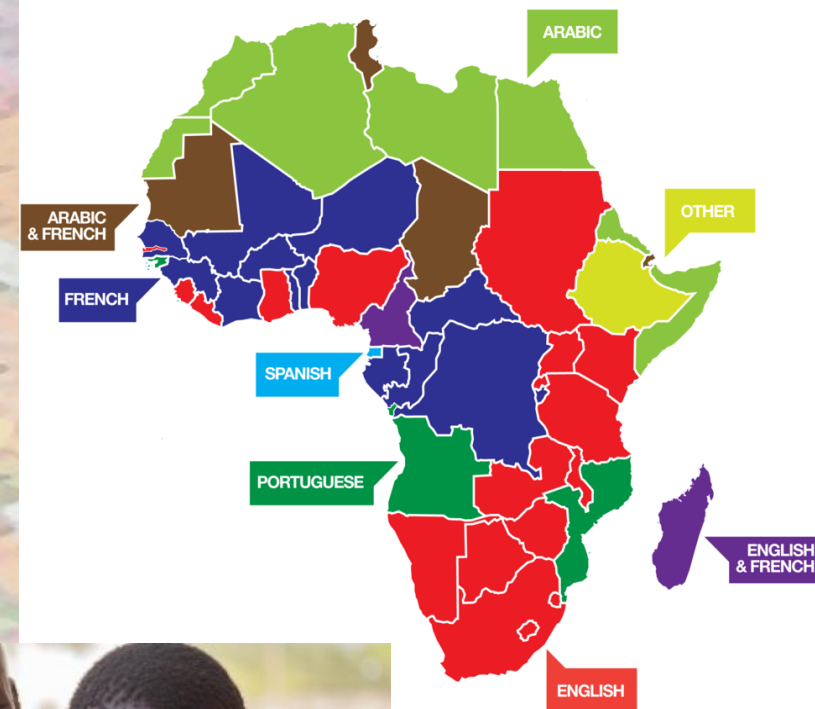 ARABIC
OTHER
ARABIC
& FRENCH
FRENCH
SPANISH
PORTUGUESE
ENGLISH
& FRENCH
ENGLISH